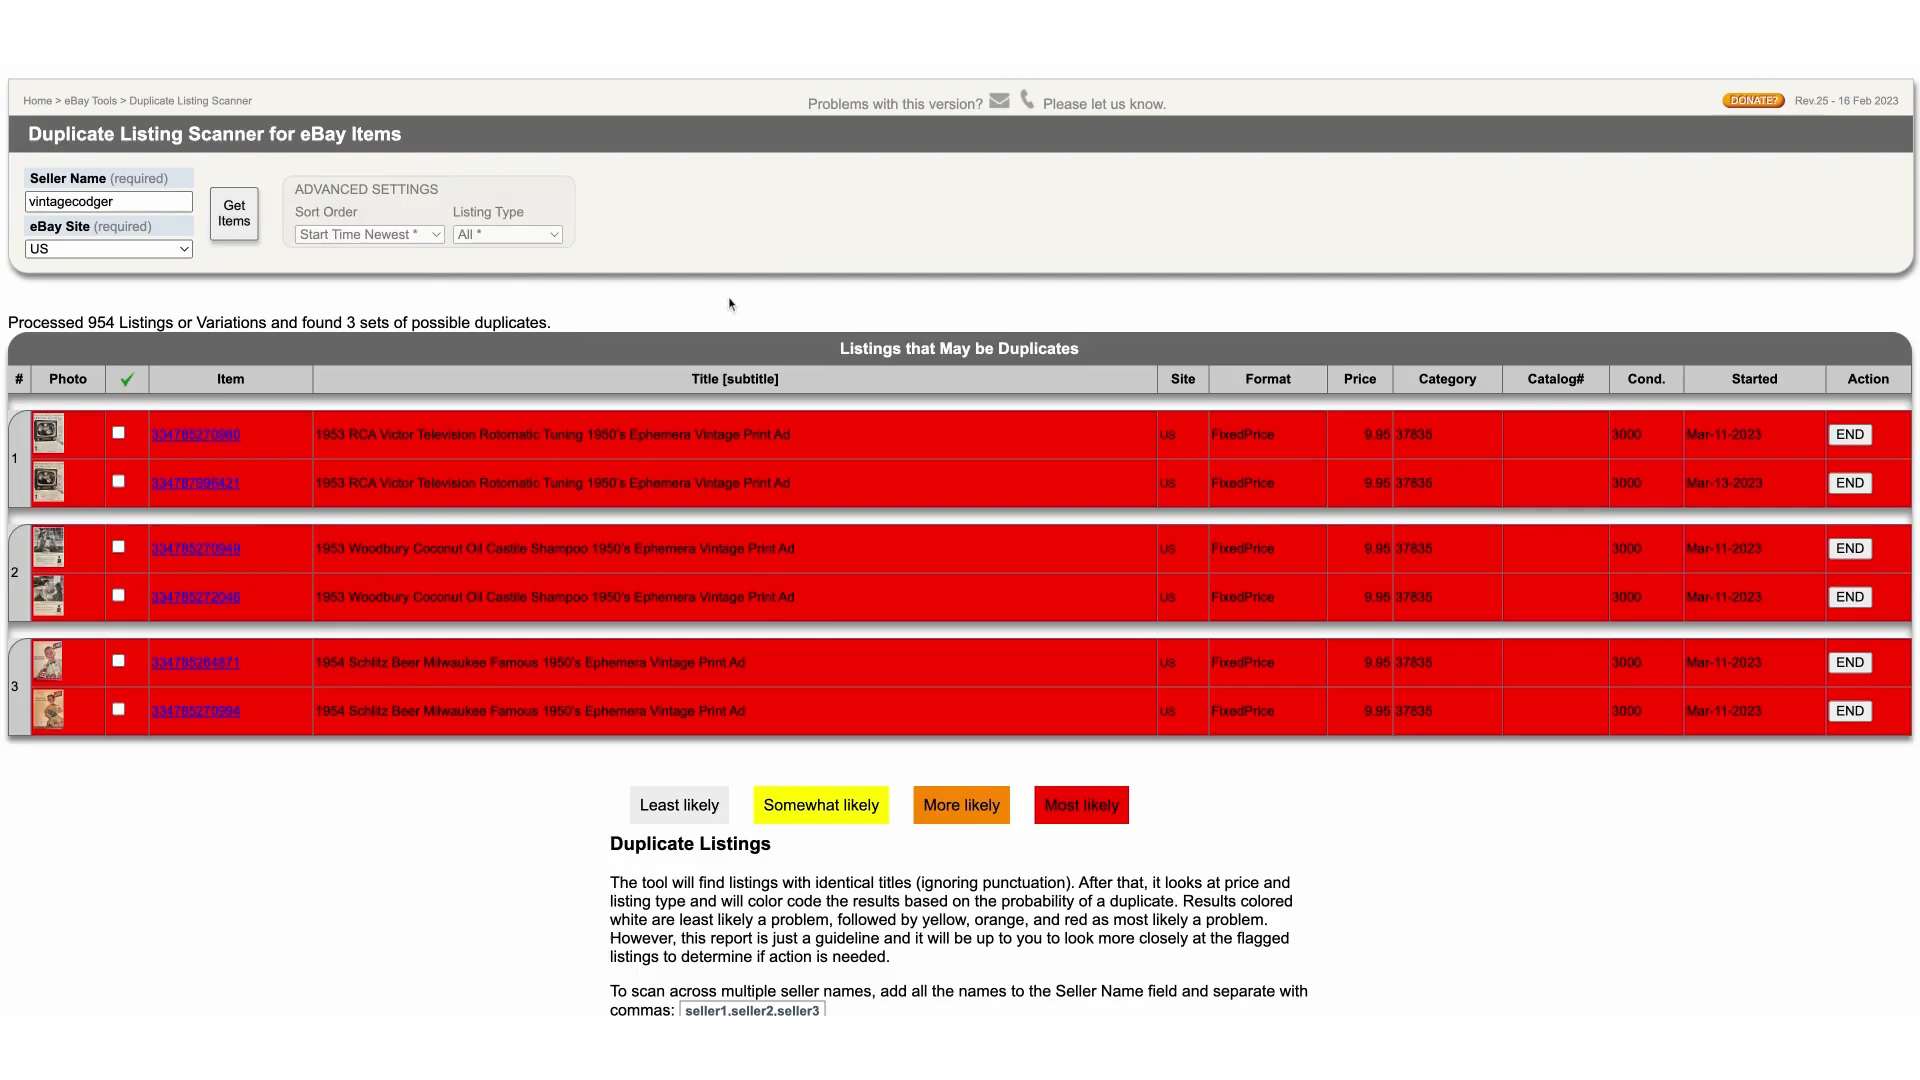 Home > eBay Tools > Duplicate Listing Scanner
Problems with this version? Please let us know.
DONATE? Rev.25 - 16 Feb 2023
Duplicate Listing Scanner for eBay Items
Seller Name (required)
vintagecodger
eBay Site (required)
US
Get
Items
ADVANCED SETTINGS
Sort Order Listing Type
Start Time Newest * All *
Processed 954 Listings or Variations and found 3 sets of possible duplicates.
Listings that May be Duplicates
# Photo Item Title [subtitle] Site Format Price Category Catalog# Cond. Started Action
1
334785270980 1953 RCA Victor Television Rotomatic Tuning 1950's Ephemera Vintage Print Ad US FixedPrice 9.95 37835 3000 Mar-11-2023 END
334787996421 1953 RCA Victor Television Rotomatic Tuning 1950's Ephemera Vintage Print Ad US FixedPrice 9.95 37835 3000 Mar-13-2023 END
2
334785270949 1953 Woodbury Coconut Oil Castile Shampoo 1950's Ephemera Vintage Print Ad US FixedPrice 9.95 37835 3000 Mar-11-2023 END
334785272046 1953 Woodbury Coconut Oil Castile Shampoo 1950's Ephemera Vintage Print Ad US FixedPrice 9.95 37835 3000 Mar-11-2023 END
3
334785264871 1954 Schlitz Beer Milwaukee Famous 1950's Ephemera Vintage Print Ad US FixedPrice 9.95 37835 3000 Mar-11-2023 END
334785270994 1954 Schlitz Beer Milwaukee Famous 1950's Ephemera Vintage Print Ad US FixedPrice 9.95 37835 3000 Mar-11-2023 END
Least likely Somewhat likely More likely Most likely
Duplicate Listings
The tool will find listings with identical titles (ignoring punctuation). After that, it looks at price and
listing type and will color code the results based on the probability of a duplicate. Results colored
white are least likely a problem, followed by yellow, orange, and red as most likely a problem.
However, this report is just a guideline and it will be up to you to look more closely at the flagged
listings to determine if action is needed.
To scan across multiple seller names, add all the names to the Seller Name field and separate with
commas: seller1,seller2,seller3